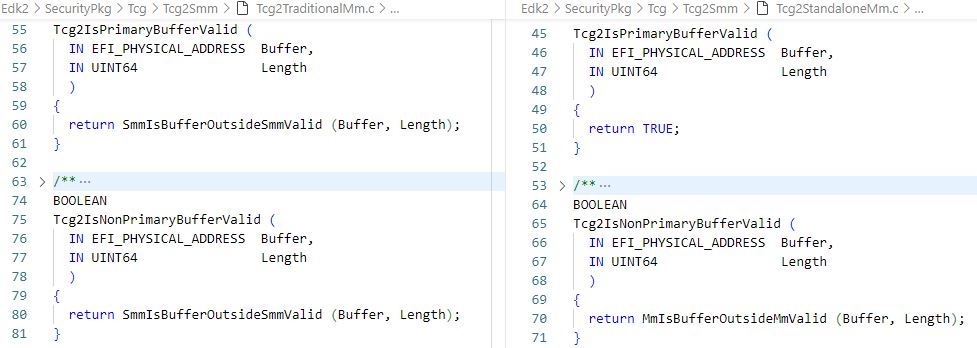 Edk2 > SecurityPkg > Tcg > Tcg2Smm > Tcg2TraditionalMm.c > ...
55 Tcg2IsPrimaryBufferValid (
56 IN EFI_PHYSICAL_ADDRESS Buffer,
57 IN UINT64 Length
58 )
59 {
60 return SmmIsBufferOutsideSmmValid (Buffer, Length);
61 }
62
63 > /** ...
74 BOOLEAN
75 Tcg2IsNonPrimaryBufferValid (
76 IN EFI_PHYSICAL_ADDRESS Buffer,
77 IN UINT64 Length
78 )
79 {
80 return SmmIsBufferOutsideSmmValid (Buffer, Length);
81 }
Edk2 > SecurityPkg > Tcg > Tcg2Smm > Tcg2StandaloneMm.c > ...
45 Tcg2IsPrimaryBufferValid (
46 IN EFI_PHYSICAL_ADDRESS Buffer,
47 IN UINT64 Length
48 )
49 {
50 return TRUE;
51 }
52
53 > /** ...
64 BOOLEAN
65 Tcg2IsNonPrimaryBufferValid (
66 IN EFI_PHYSICAL_ADDRESS Buffer,
67 IN UINT64 Length
68 )
69 {
70 return MmIsBufferOutsideMmValid (Buffer, Length);
71 }